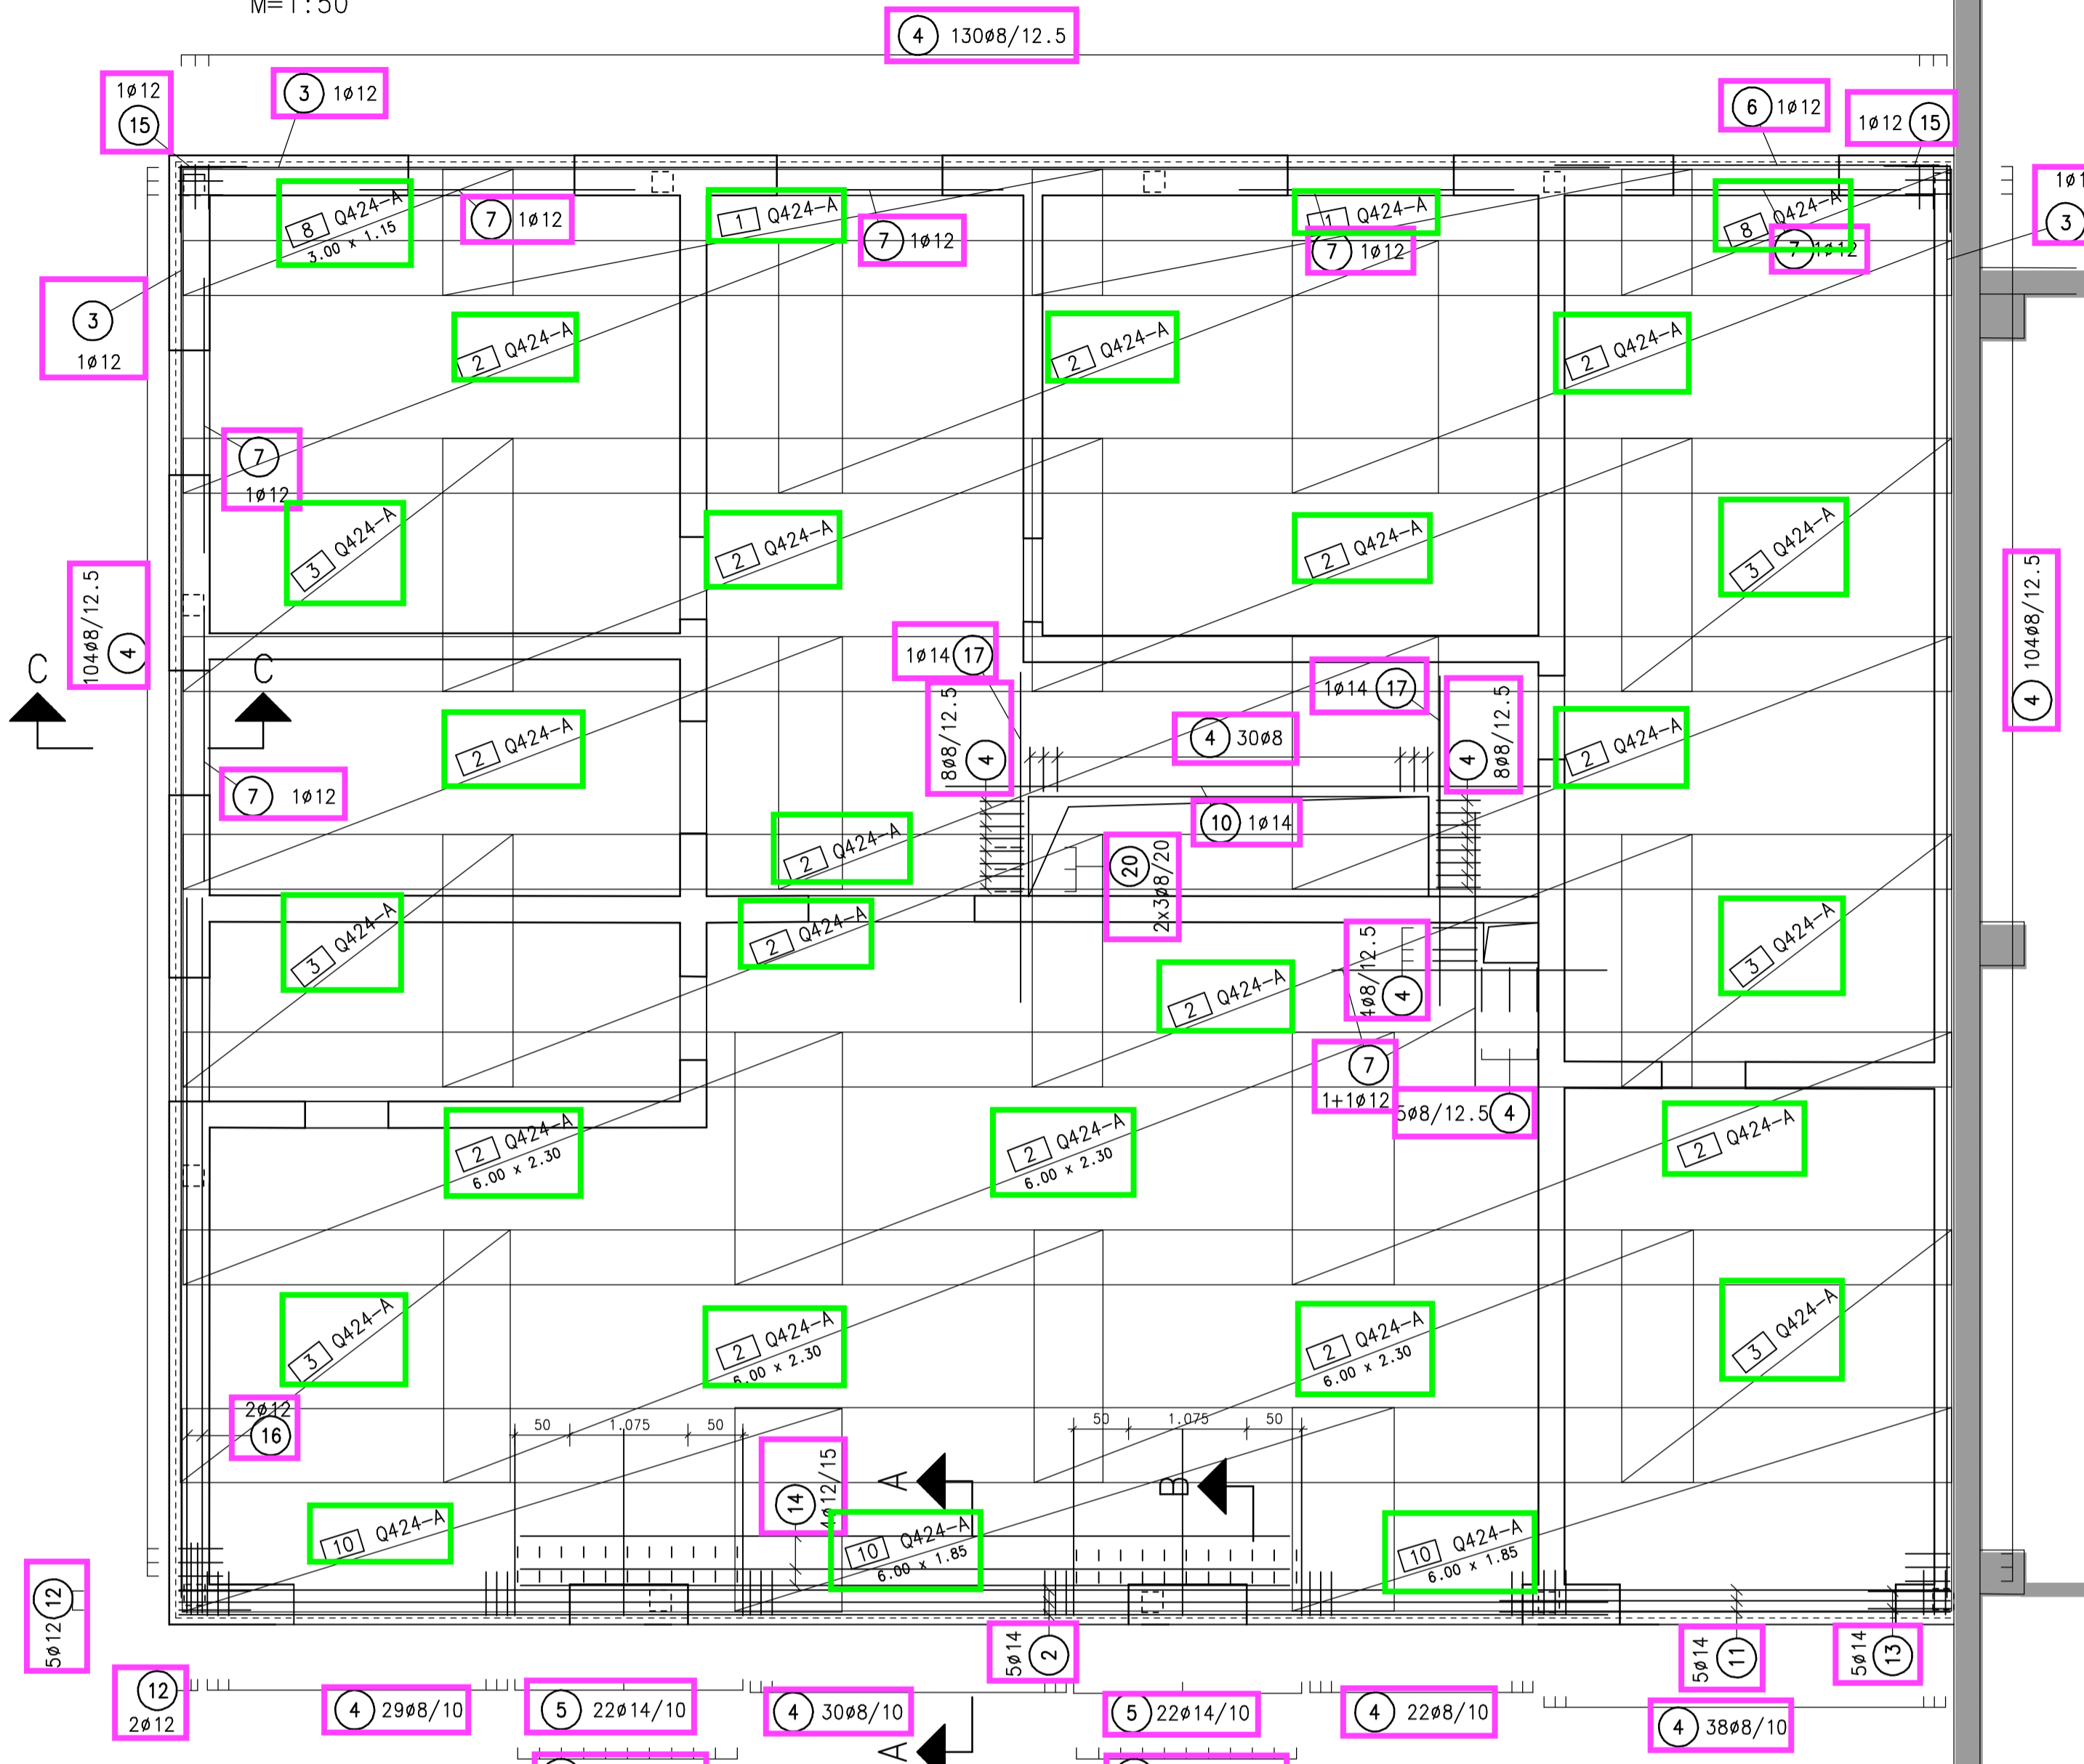 M=1:50
4 130ø8/12.5
1ø12
15
3 1ø12
6 1ø12
1ø12 15
3
8 Q424-A
3.00 x 1.15
7 1ø12
1 Q424-A
7 1ø12
1 Q424-A
7 1ø12
8 Q424-A
7 1ø12
3
1ø12
2 Q424-A
2 Q424-A
2 Q424-A
7
1ø12
3 Q424-A
2 Q424-A
2 Q424-A
3 Q424-A
104ø8/12.5
4
4 104ø8/12.5
C
C
1ø14 17
1ø14 17
8ø8/12.5
4
4 30ø8
4
8ø8/12.5
2 Q424-A
2 Q424-A
7 1ø12
10 1ø14
2 Q424-A
20
2x3ø8/20
3 Q424-A
2 Q424-A
2 Q424-A
4ø8/12.5
4
3 Q424-A
7
1+1ø12
5ø8/12.5 4
2 Q424-A
6.00 x 2.30
2 Q424-A
6.00 x 2.30
2 Q424-A
3 Q424-A
2 Q424-A
6.00 x 2.30
2 Q424-A
6.00 x 2.30
3 Q424-A
2ø12
16
50 1.075 50
50 1.075 50
14
4ø12/15
A
B
10 Q424-A
10 Q424-A
6.00 x 1.85
10 Q424-A
6.00 x 1.85
5ø12 12
5ø14 2
5ø14 11
5ø14 13
12
2ø12
4 29ø8/10
5 22ø14/10
4 30ø8/10
5 22ø14/10
4 22ø8/10
4 38ø8/10
A